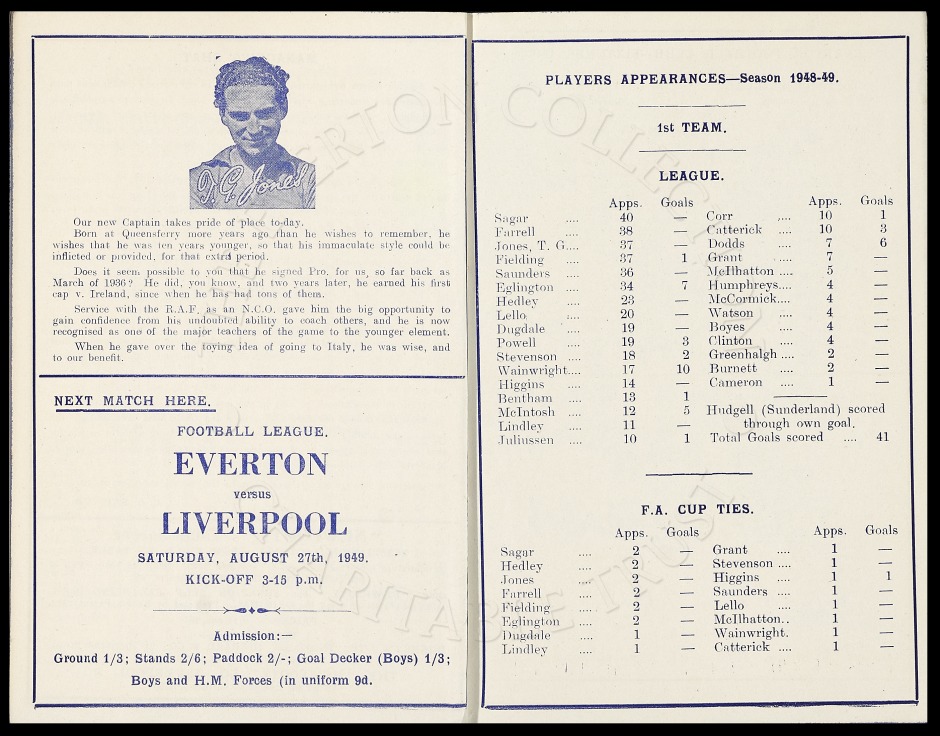 T. G. Jones
Our new Captain takes pride of place to-day.
Born at Queensferry more years ago than he wishes to remember, he
wishes that he was ten years younger, so that his immaculate style could be
inflicted or provided, for that extra period.
Does it seem possible to you that he signed Pro. for us, so far back as
March of 1936? He did, you know, and two years later, he earned his first
cap v. Ireland, since when he has had tons of them.
Service with the R.A.F. as an N.C.O. gave him the big opportunity to
gain confidence from his undoubted ability to coach others, and he is now
recognised as one of the major teachers of the game to the younger element.
When he gave over the toying idea of going to Italy, he was wise, and
to our benefit.
NEXT MATCH HERE.
FOOTBALL LEAGUE.
EVERTON
versus
LIVERPOOL
SATURDAY, AUGUST 27th, 1949.
KICK-OFF 3-15 p.m.
Admission:—
Ground 1/3; Stands 2/6; Paddock 2/-; Goal Decker (Boys) 1/3;
Boys and H.M. Forces (in uniform 9d.
PLAYERS APPEARANCES—Season 1948-49.
1st TEAM.
LEAGUE.
Apps. Goals Apps. Goals
Sagar .... 40 — Corr .... 10 1
Farrell .... 38 — Catterick .... 10 3
Jones, T. G.... 37 — Dodds .... 7 6
Fielding .... 37 1 Grant .... 7 —
Saunders .... 36 — McIlhatton .... 5 —
Eglington .... 34 7 Humphreys.... 4 —
Hedley .... 23 — McCormick.... 4 —
Lello .... 20 — Watson .... 4 —
Dugdale .... 19 — Boyes .... 4 —
Powell .... 19 3 Clinton .... 4 —
Stevenson .... 18 2 Greenhalgh .... 2 —
Wainwright.... 17 10 Burnett .... 2 —
Higgins .... 14 — Cameron .... 1 —
Bentham .... 13 1
McIntosh .... 12 5 Hudgell (Sunderland) scored
Lindley .... 11 — through own goal.
Juliussen .... 10 1 Total Goals scored .... 41
F.A. CUP TIES.
Apps. Goals Apps. Goals
Sagar .... 2 — Grant .... 1 —
Hedley .... 2 — Stevenson .... 1 —
Jones .... 2 — Higgins .... 1 1
Farrell .... 2 — Saunders .... 1 —
Fielding .... 2 — Lello .... 1 —
Eglington .... 2 — McIlhatton.. 1 —
Dugdale .... 1 — Wainwright. 1 —
Lindley .... 1 — Catterick .... 1 —
EVERTON COLLECTION
CHARITABLE TRUST